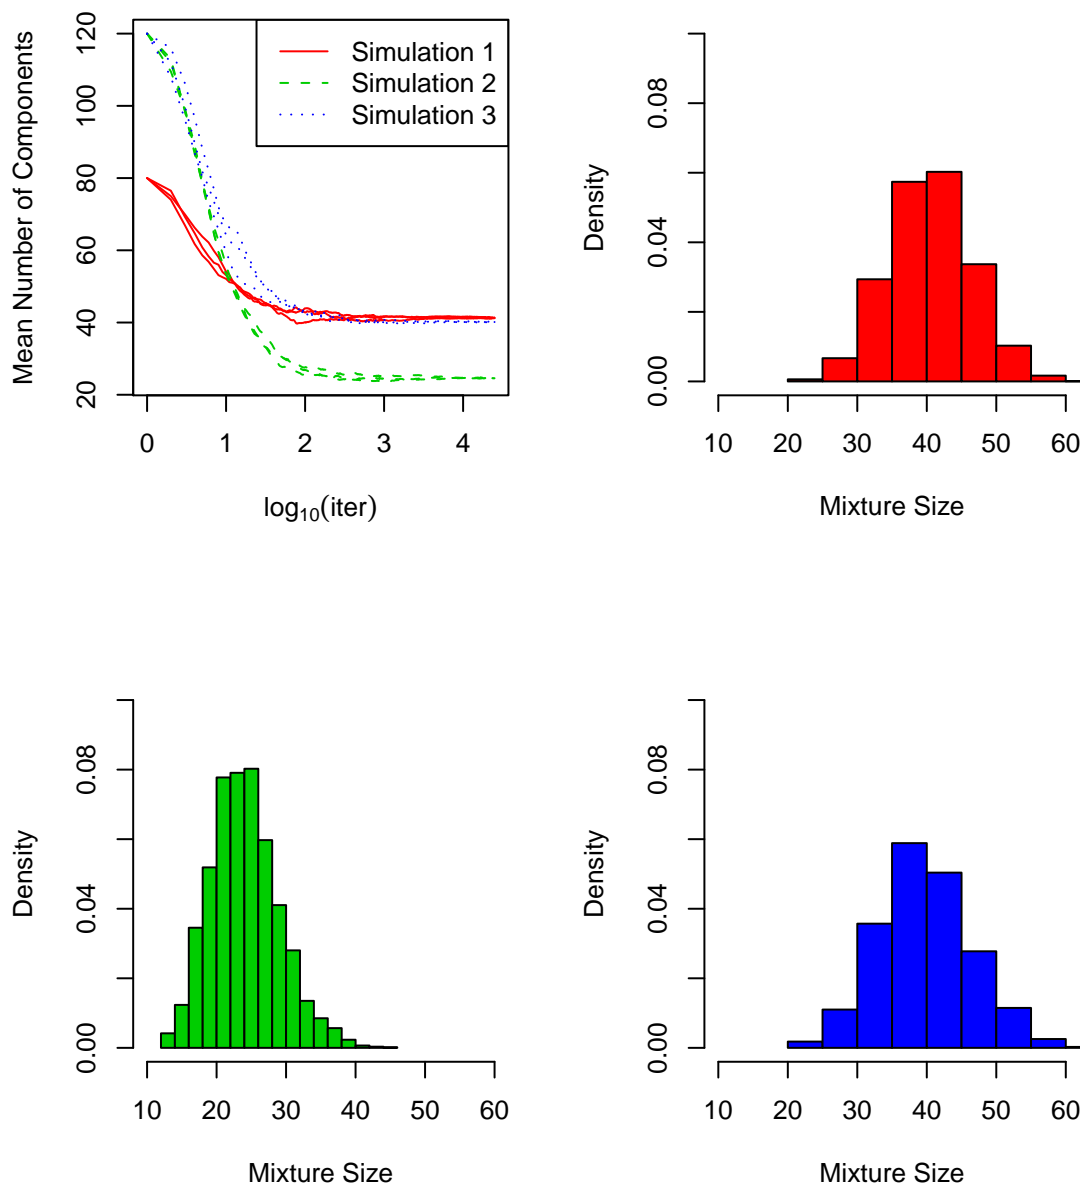 Mean Number of Components
120
100
80
60
40
20
0 1 2 3 4
log10(iter)
Simulation 1
Simulation 2
Simulation 3
Density
0.08
0.04
0.00
10 20 30 40 50 60
Mixture Size
Density
0.08
0.04
0.00
10 20 30 40 50 60
Mixture Size
Density
0.08
0.04
0.00
10 20 30 40 50 60
Mixture Size